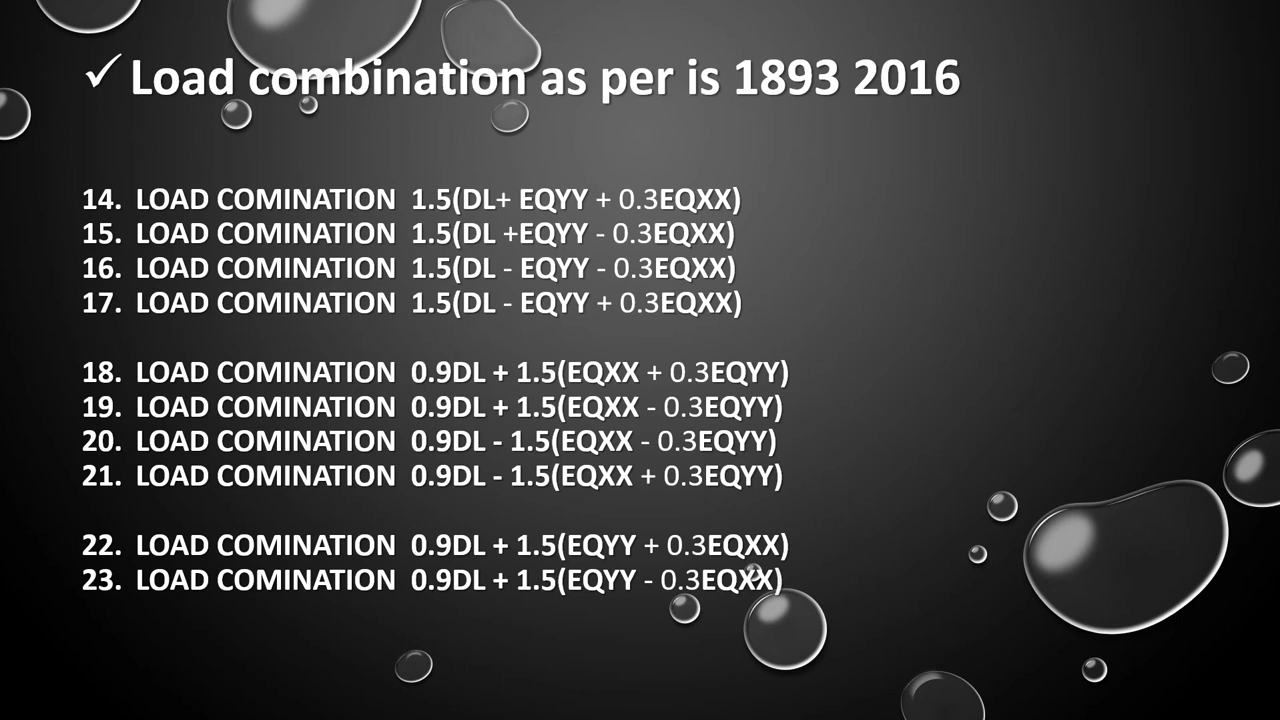 ✓ Load combination as per is 1893 2016
14. LOAD COMINATION 1.5(DL+ EQYY + 0.3EQXX)
15. LOAD COMINATION 1.5(DL +EQYY - 0.3EQXX)
16. LOAD COMINATION 1.5(DL - EQYY - 0.3EQXX)
17. LOAD COMINATION 1.5(DL - EQYY + 0.3EQXX)
18. LOAD COMINATION 0.9DL + 1.5(EQXX + 0.3EQYY)
19. LOAD COMINATION 0.9DL + 1.5(EQXX - 0.3EQYY)
20. LOAD COMINATION 0.9DL - 1.5(EQXX - 0.3EQYY)
21. LOAD COMINATION 0.9DL - 1.5(EQXX + 0.3EQYY)
22. LOAD COMINATION 0.9DL + 1.5(EQYY + 0.3EQXX)
23. LOAD COMINATION 0.9DL + 1.5(EQYY - 0.3EQXX)